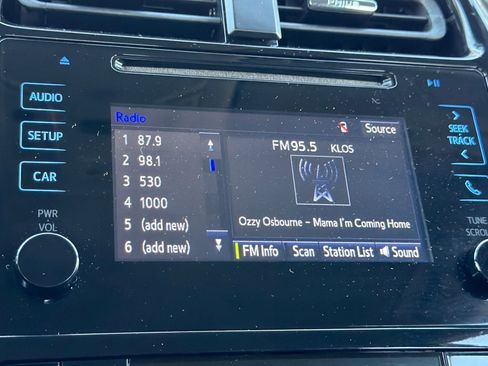 AUDIO
SETUP
CAR
PWR
VOL
Radio
Source
1 87.9
2 98.1
3 530
4 1000
5 (add new)
6 (add new)
FM95.5 KLOS
Ozzy Osbourne – Mama I'm Coming Home
FM Info Scan Station List Sound
SEEK
TRACK
TUNE
SCROLL